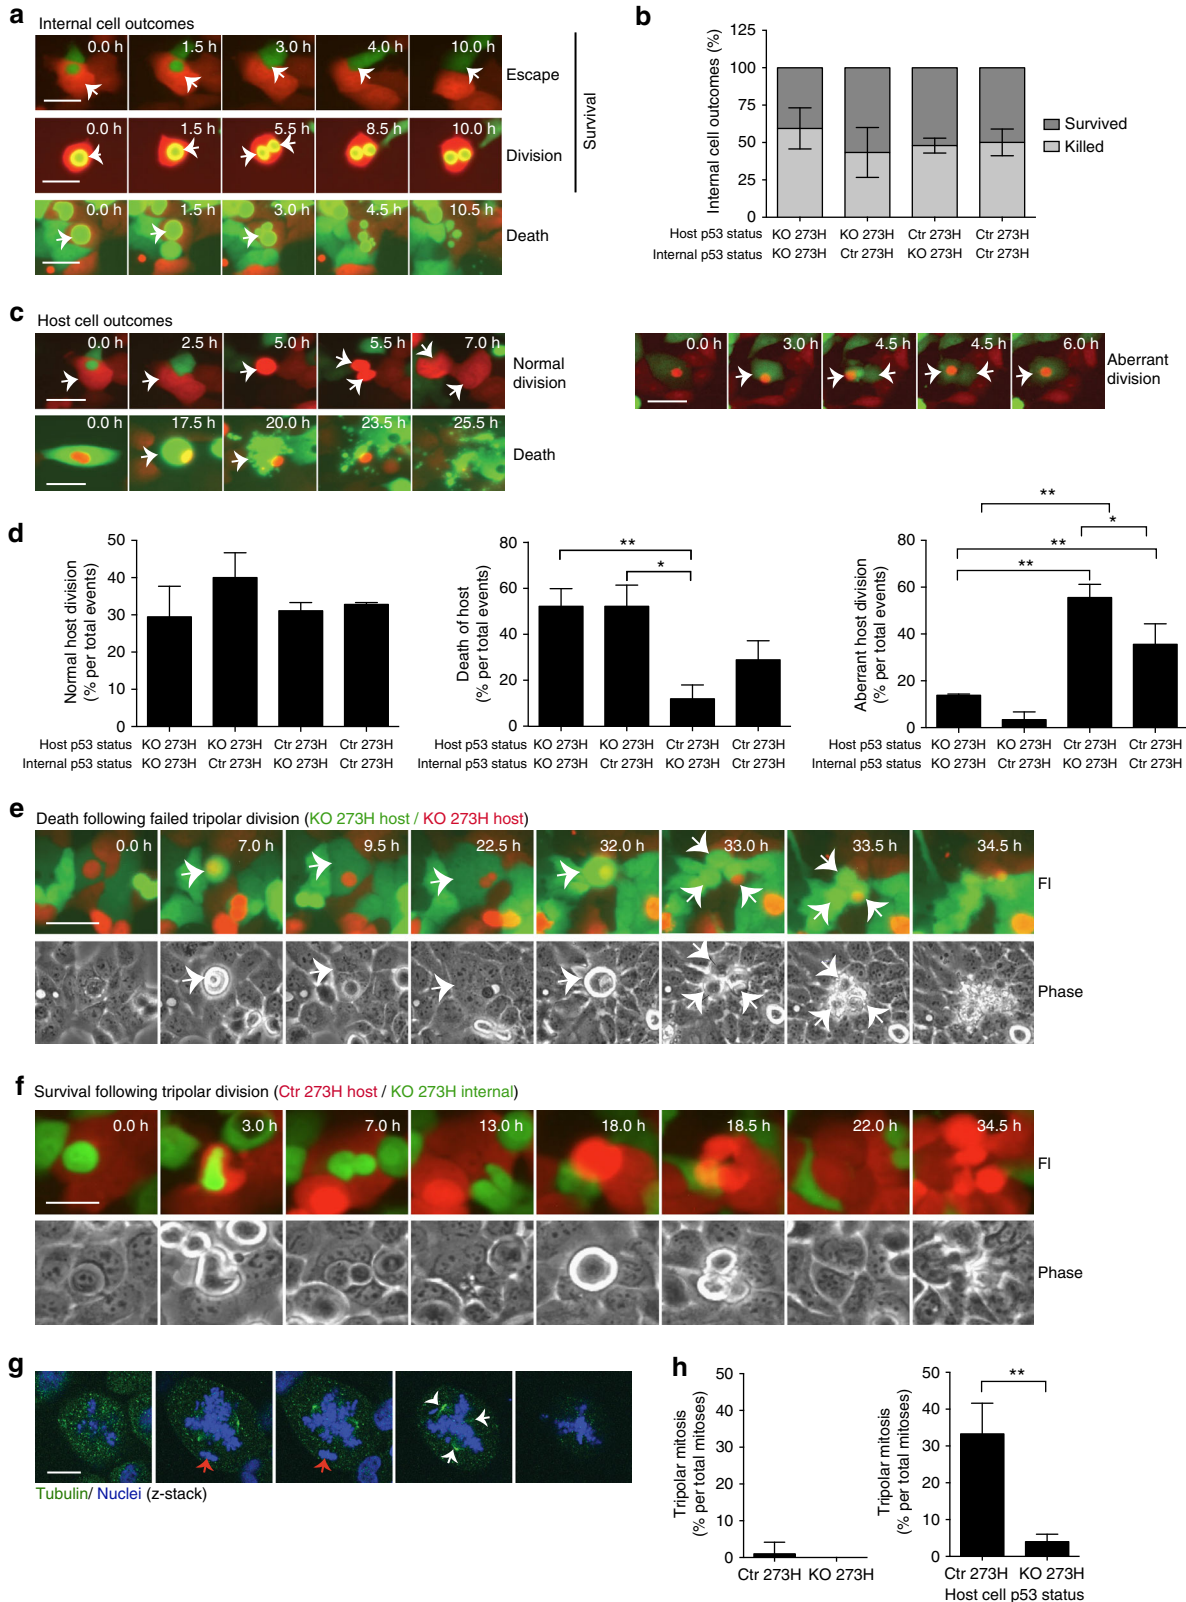 a
Internal cell outcomes
0.0 h 1.5 h 3.0 h 4.0 h 10.0 h
Escape
0.0 h 1.5 h 5.5 h 8.5 h 10.0 h
Division
Survival
0.0 h 1.5 h 3.0 h 4.5 h 10.5 h
Death
b
Internal cell outcomes (%)
125
100
75
50
25
0
Survived
Killed
Host p53 status KO 273H KO 273H Ctr 273H Ctr 273H
Internal p53 status KO 273H Ctr 273H KO 273H Ctr 273H
c
Host cell outcomes
0.0 h 2.5 h 5.0 h 5.5 h 7.0 h
Normal
division
0.0 h 3.0 h 4.5 h 4.5 h 6.0 h
Aberrant
division
0.0 h 17.5 h 20.0 h 23.5 h 25.5 h
Death
d
Normal host division
(% per total events)
50
40
30
20
10
0
Host p53 status KO 273H KO 273H Ctr 273H Ctr 273H
Internal p53 status KO 273H Ctr 273H KO 273H Ctr 273H
Death of host
(% per total events)
80
60
40
20
0
**
*
Host p53 status KO 273H KO 273H Ctr 273H Ctr 273H
Internal p53 status KO 273H Ctr 273H KO 273H Ctr 273H
Aberrant host division
(% per total events)
80
60
40
20
0
**
*
**
**
Host p53 status KO 273H KO 273H Ctr 273H Ctr 273H
Internal p53 status KO 273H Ctr 273H KO 273H Ctr 273H
e
Death following failed tripolar division (KO 273H host / KO 273H host)
0.0 h 7.0 h 9.5 h 22.5 h 32.0 h 33.0 h 33.5 h 34.5 h
Fl
Phase
f
Survival following tripolar division (Ctr 273H host / KO 273H internal)
0.0 h 3.0 h 7.0 h 13.0 h 18.0 h 18.5 h 22.0 h 34.5 h
Fl
Phase
g
Tubulin/ Nuclei (z-stack)
h
Tripolar mitosis
(% per total mitoses)
50
40
30
20
10
0
Ctr 273H KO 273H
Tripolar mitosis
(% per total mitoses)
50
40
30
20
10
0
**
Ctr 273H KO 273H
Host cell p53 status